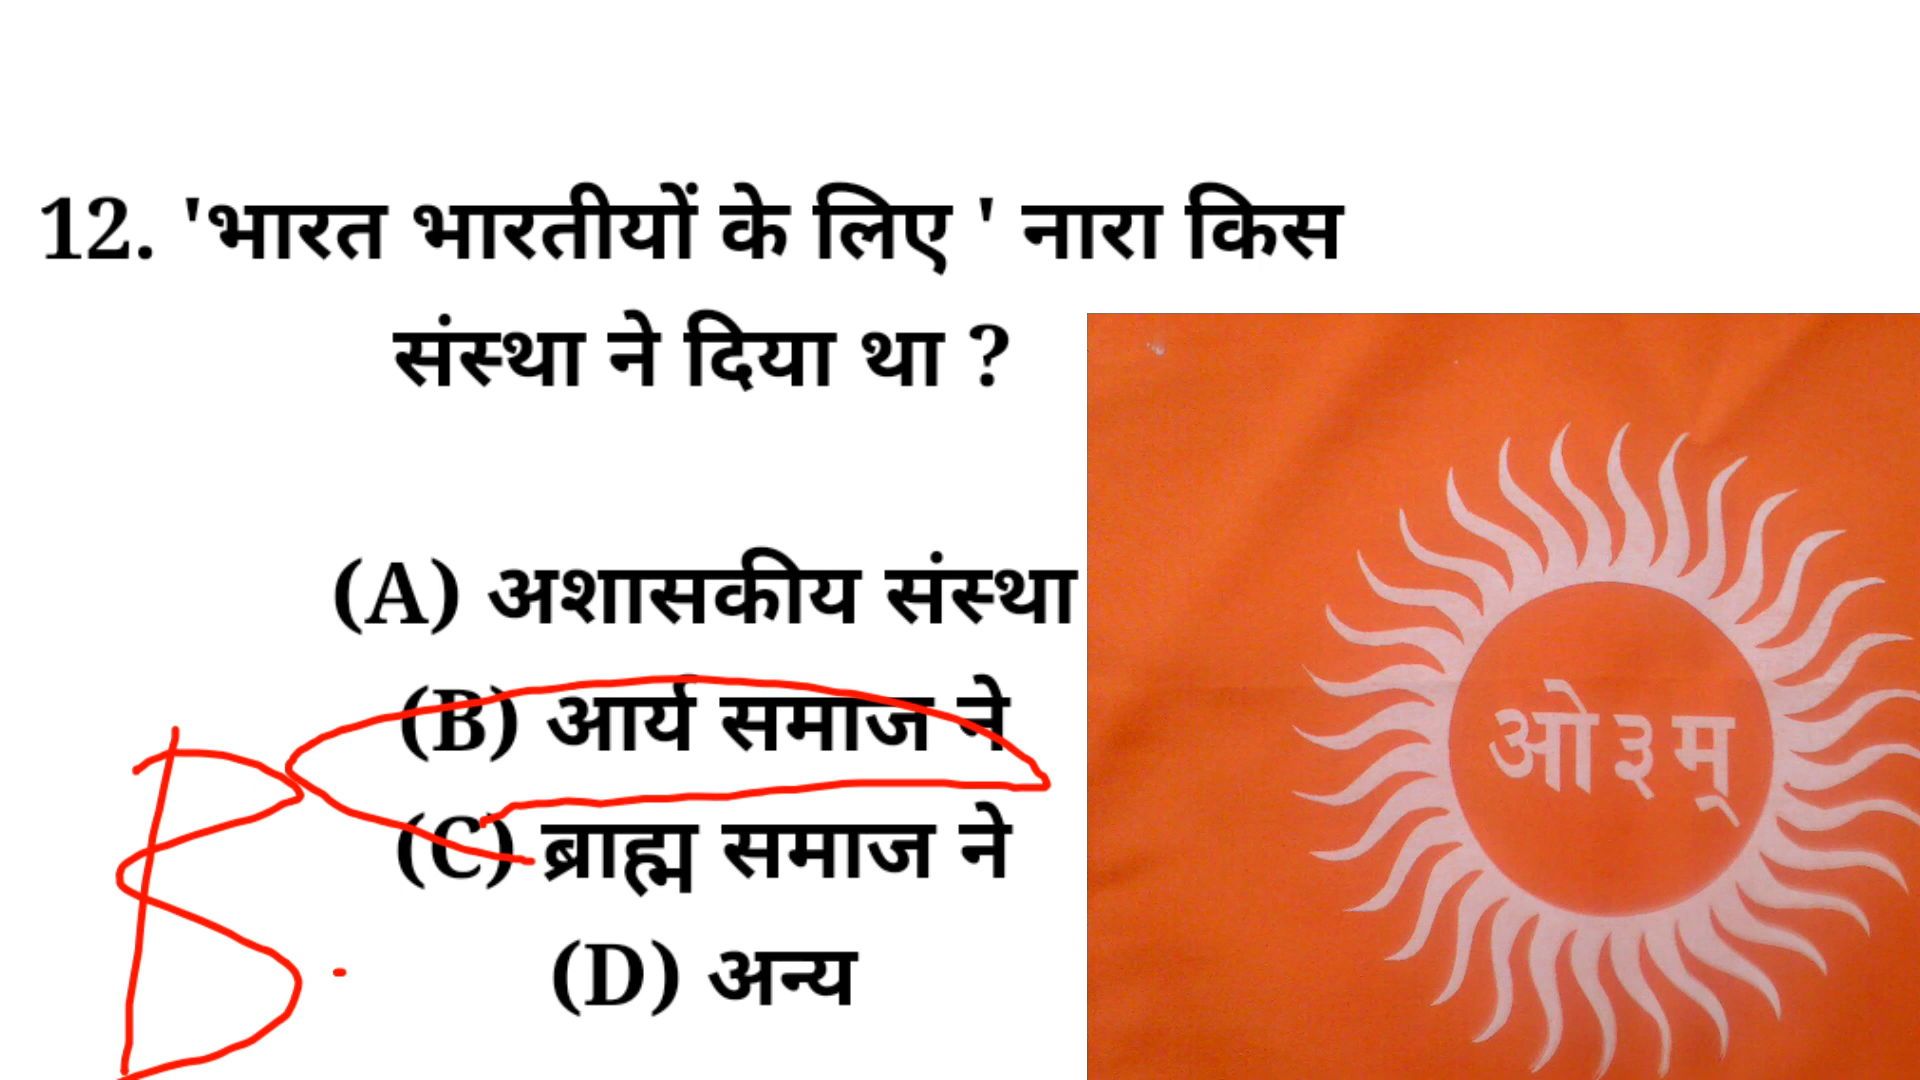 12. 'भारत भारतीयों के लिए ' नारा किस
संस्था ने दिया था ?
(A) अशासकीय संस्था
(B) आर्य समाज ने
(C) ब्राह्म समाज ने
(D) अन्य
B
ओ३म्